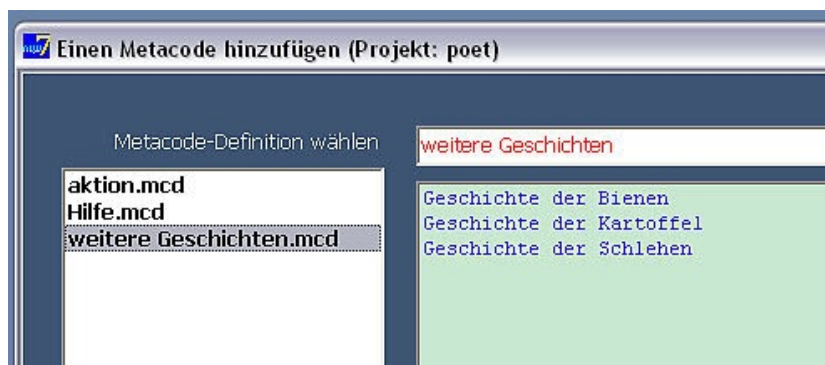 Einen Metacode hinzufügen (Projekt: poet)
Metacode-Definition wählen
weitere Geschichten
aktion.mcd
Hilfe.mcd
weitere Geschichten.mcd
Geschichte der Bienen
Geschichte der Kartoffel
Geschichte der Schlehen